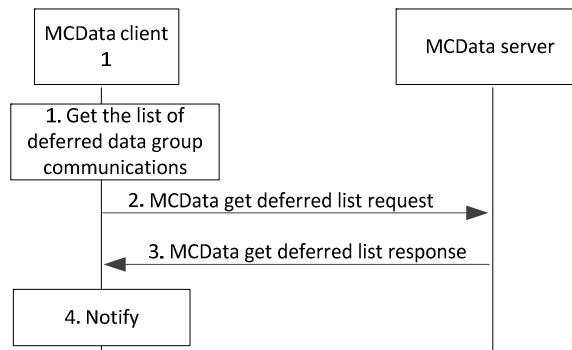 MCData client
1
MCData server
1. Get the list of
deferred data group
communications
2. MCData get deferred list request
3. MCData get deferred list response
4. Notify